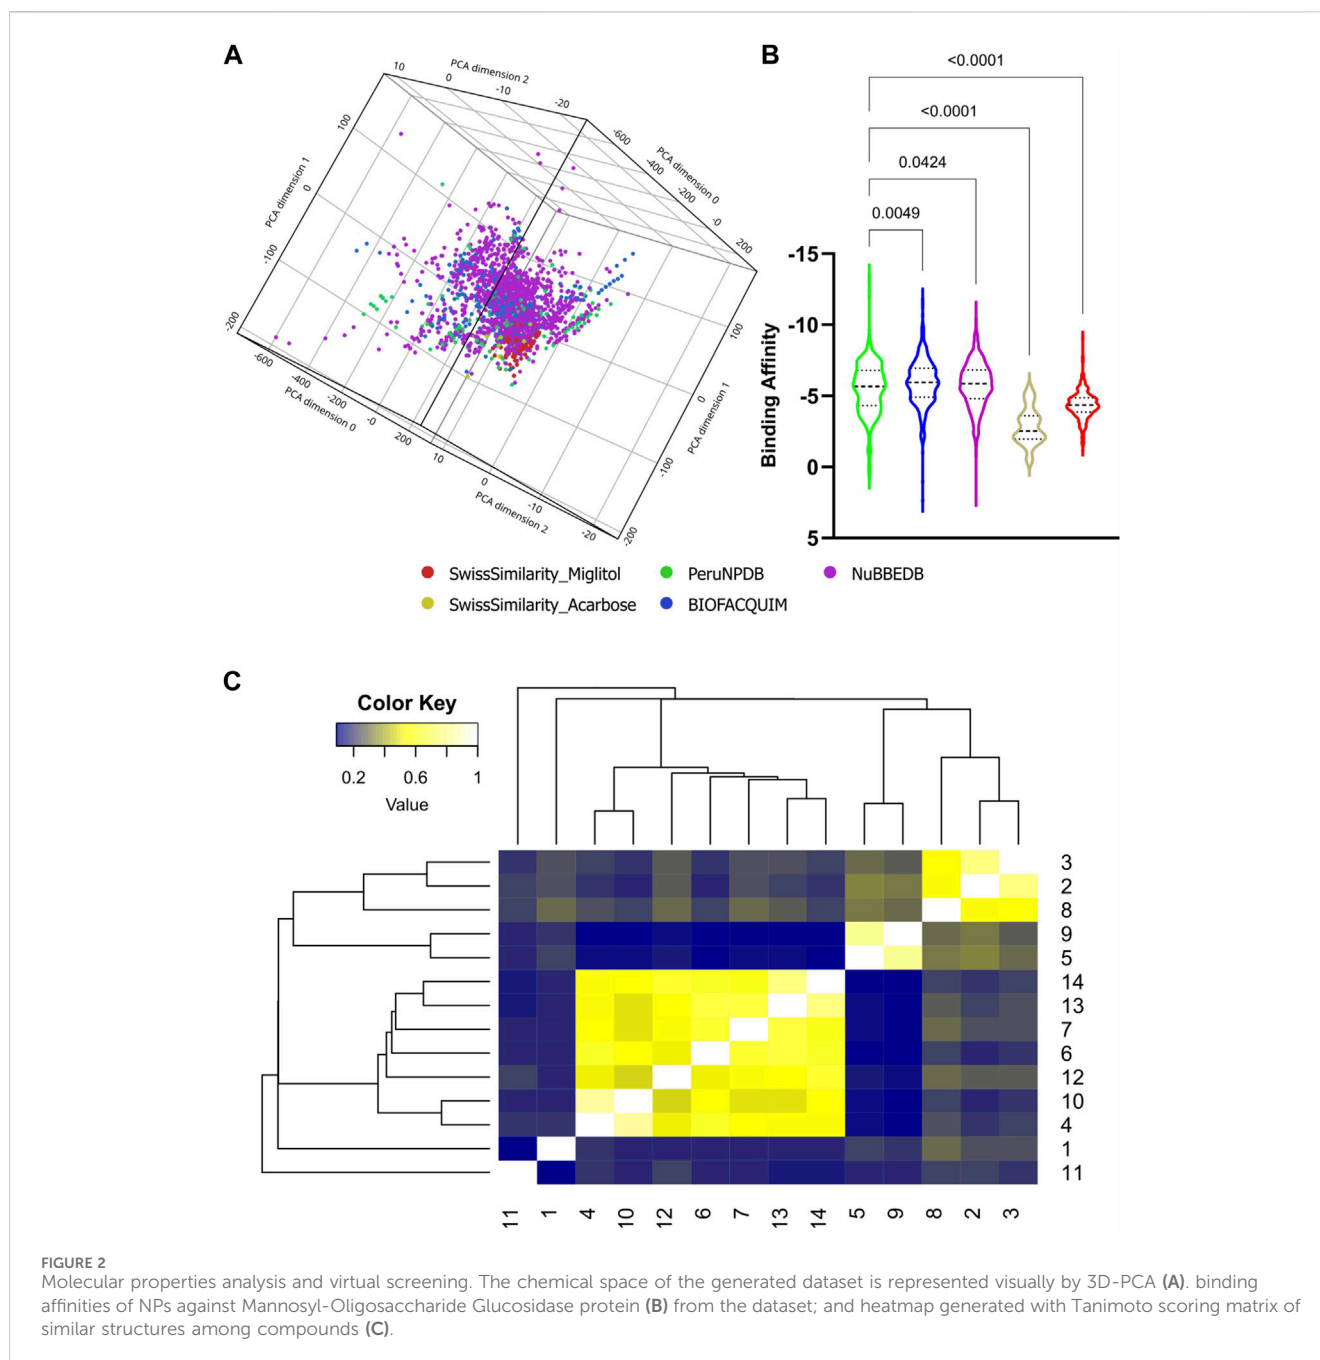 A
PCA dimension 2
10
0
-10
-20
PCA dimension 0
-600
-400
-200
-0
200
PCA dimension 1
100
0
-100
-200
-600
-400
-200
-0
200
PCA dimension 0
10
0
-10
-20
PCA dimension 2
100
0
-100
-200
PCA dimension 1
B
<0.0001
<0.0001
0.0424
0.0049
Binding Affinity
-15
-10
-5
0
5
SwissSimilarity_Miglitol
PeruNPDB
NuBBEDB
SwissSimilarity_Acarbose
BIOFACQUIM
C
Color Key
0.2 0.6 1
Value
3
2
8
9
5
14
13
7
6
12
10
4
1
11
11 1 4 10 12 6 7 13 14 5 9 8 2 3
FIGURE 2
Molecular properties analysis and virtual screening. The chemical space of the generated dataset is represented visually by 3D-PCA (A). binding
affinities of NPs against Mannosyl-Oligosaccharide Glucosidase protein (B) from the dataset; and heatmap generated with Tanimoto scoring matrix of
similar structures among compounds (C).